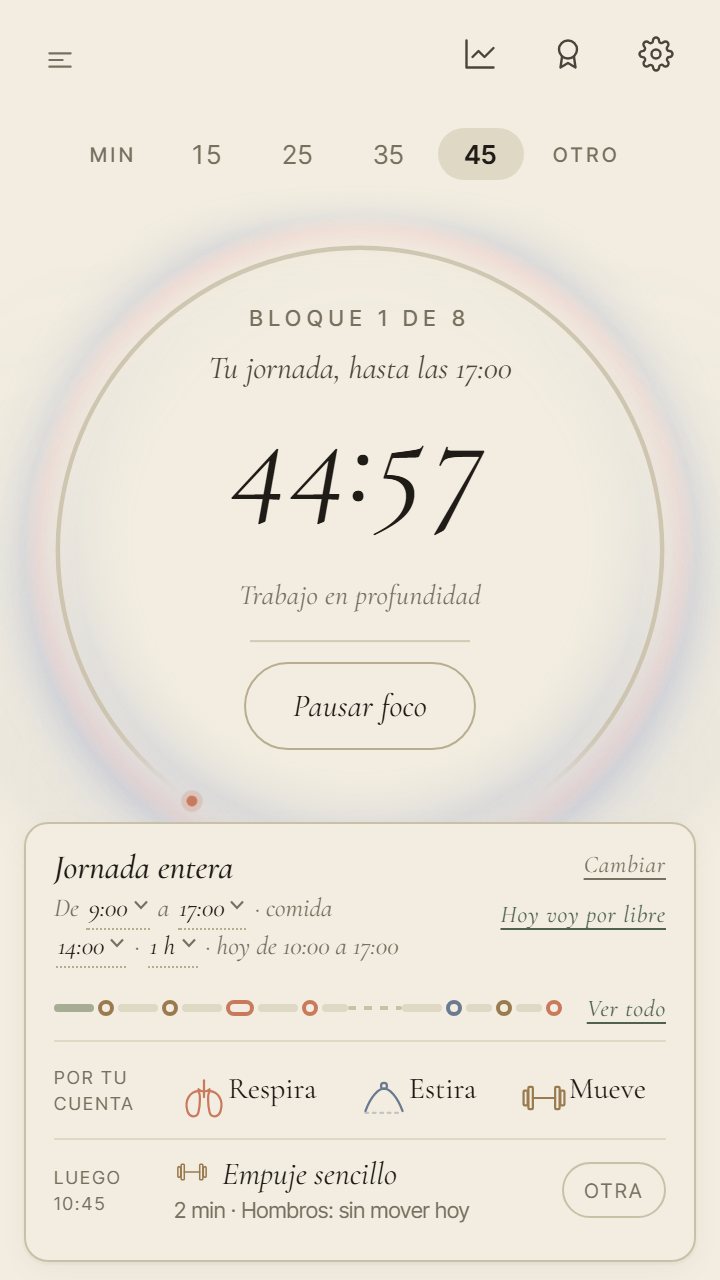 MIN 15 25 35 45 OTRO
BLOQUE 1 DE 8
Tu jornada, hasta las 17:00
44:57
Trabajo en profundidad
Pausar foco
Jornada entera
Cambiar
De 9:00 a 17:00 · comida
Hoy voy por libre
14:00 · 1 h · hoy de 10:00 a 17:00
Ver todo
POR TU
CUENTA
Respira
Estira
Mueve
LUEGO
10:45
Empuje sencillo
2 min · Hombros: sin mover hoy
OTRA